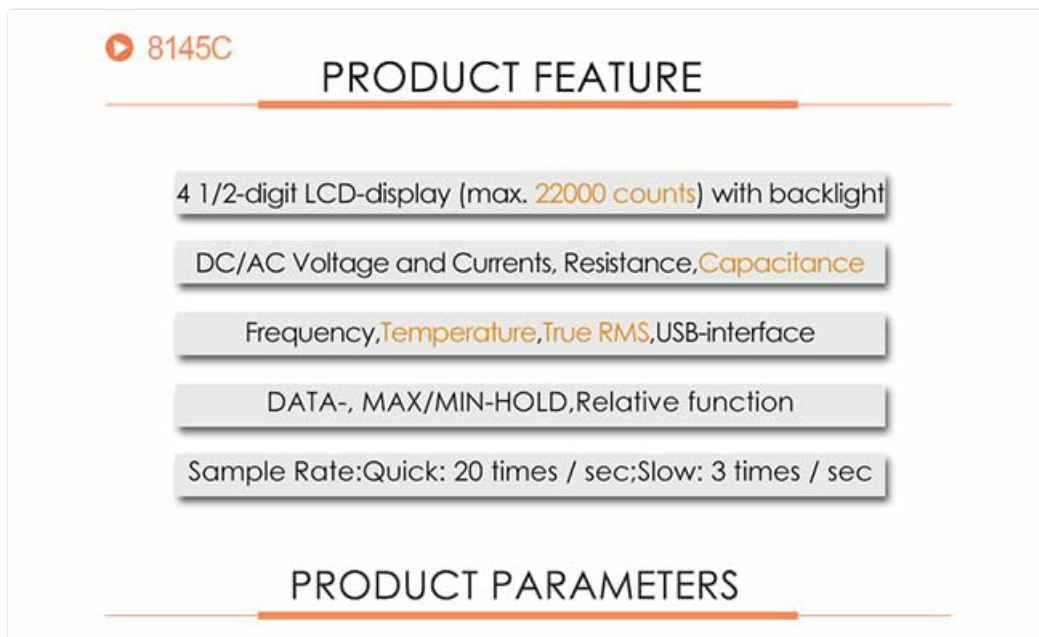 8145C
PRODUCT FEATURE
4 1/2-digit LCD-display (max. 22000 counts) with backlight
DC/AC Voltage and Currents, Resistance,Capacitance
Frequency,Temperature,True RMS,USB-interface
DATA-, MAX/MIN-HOLD,Relative function
Sample Rate:Quick: 20 times / sec;Slow: 3 times / sec
PRODUCT PARAMETERS